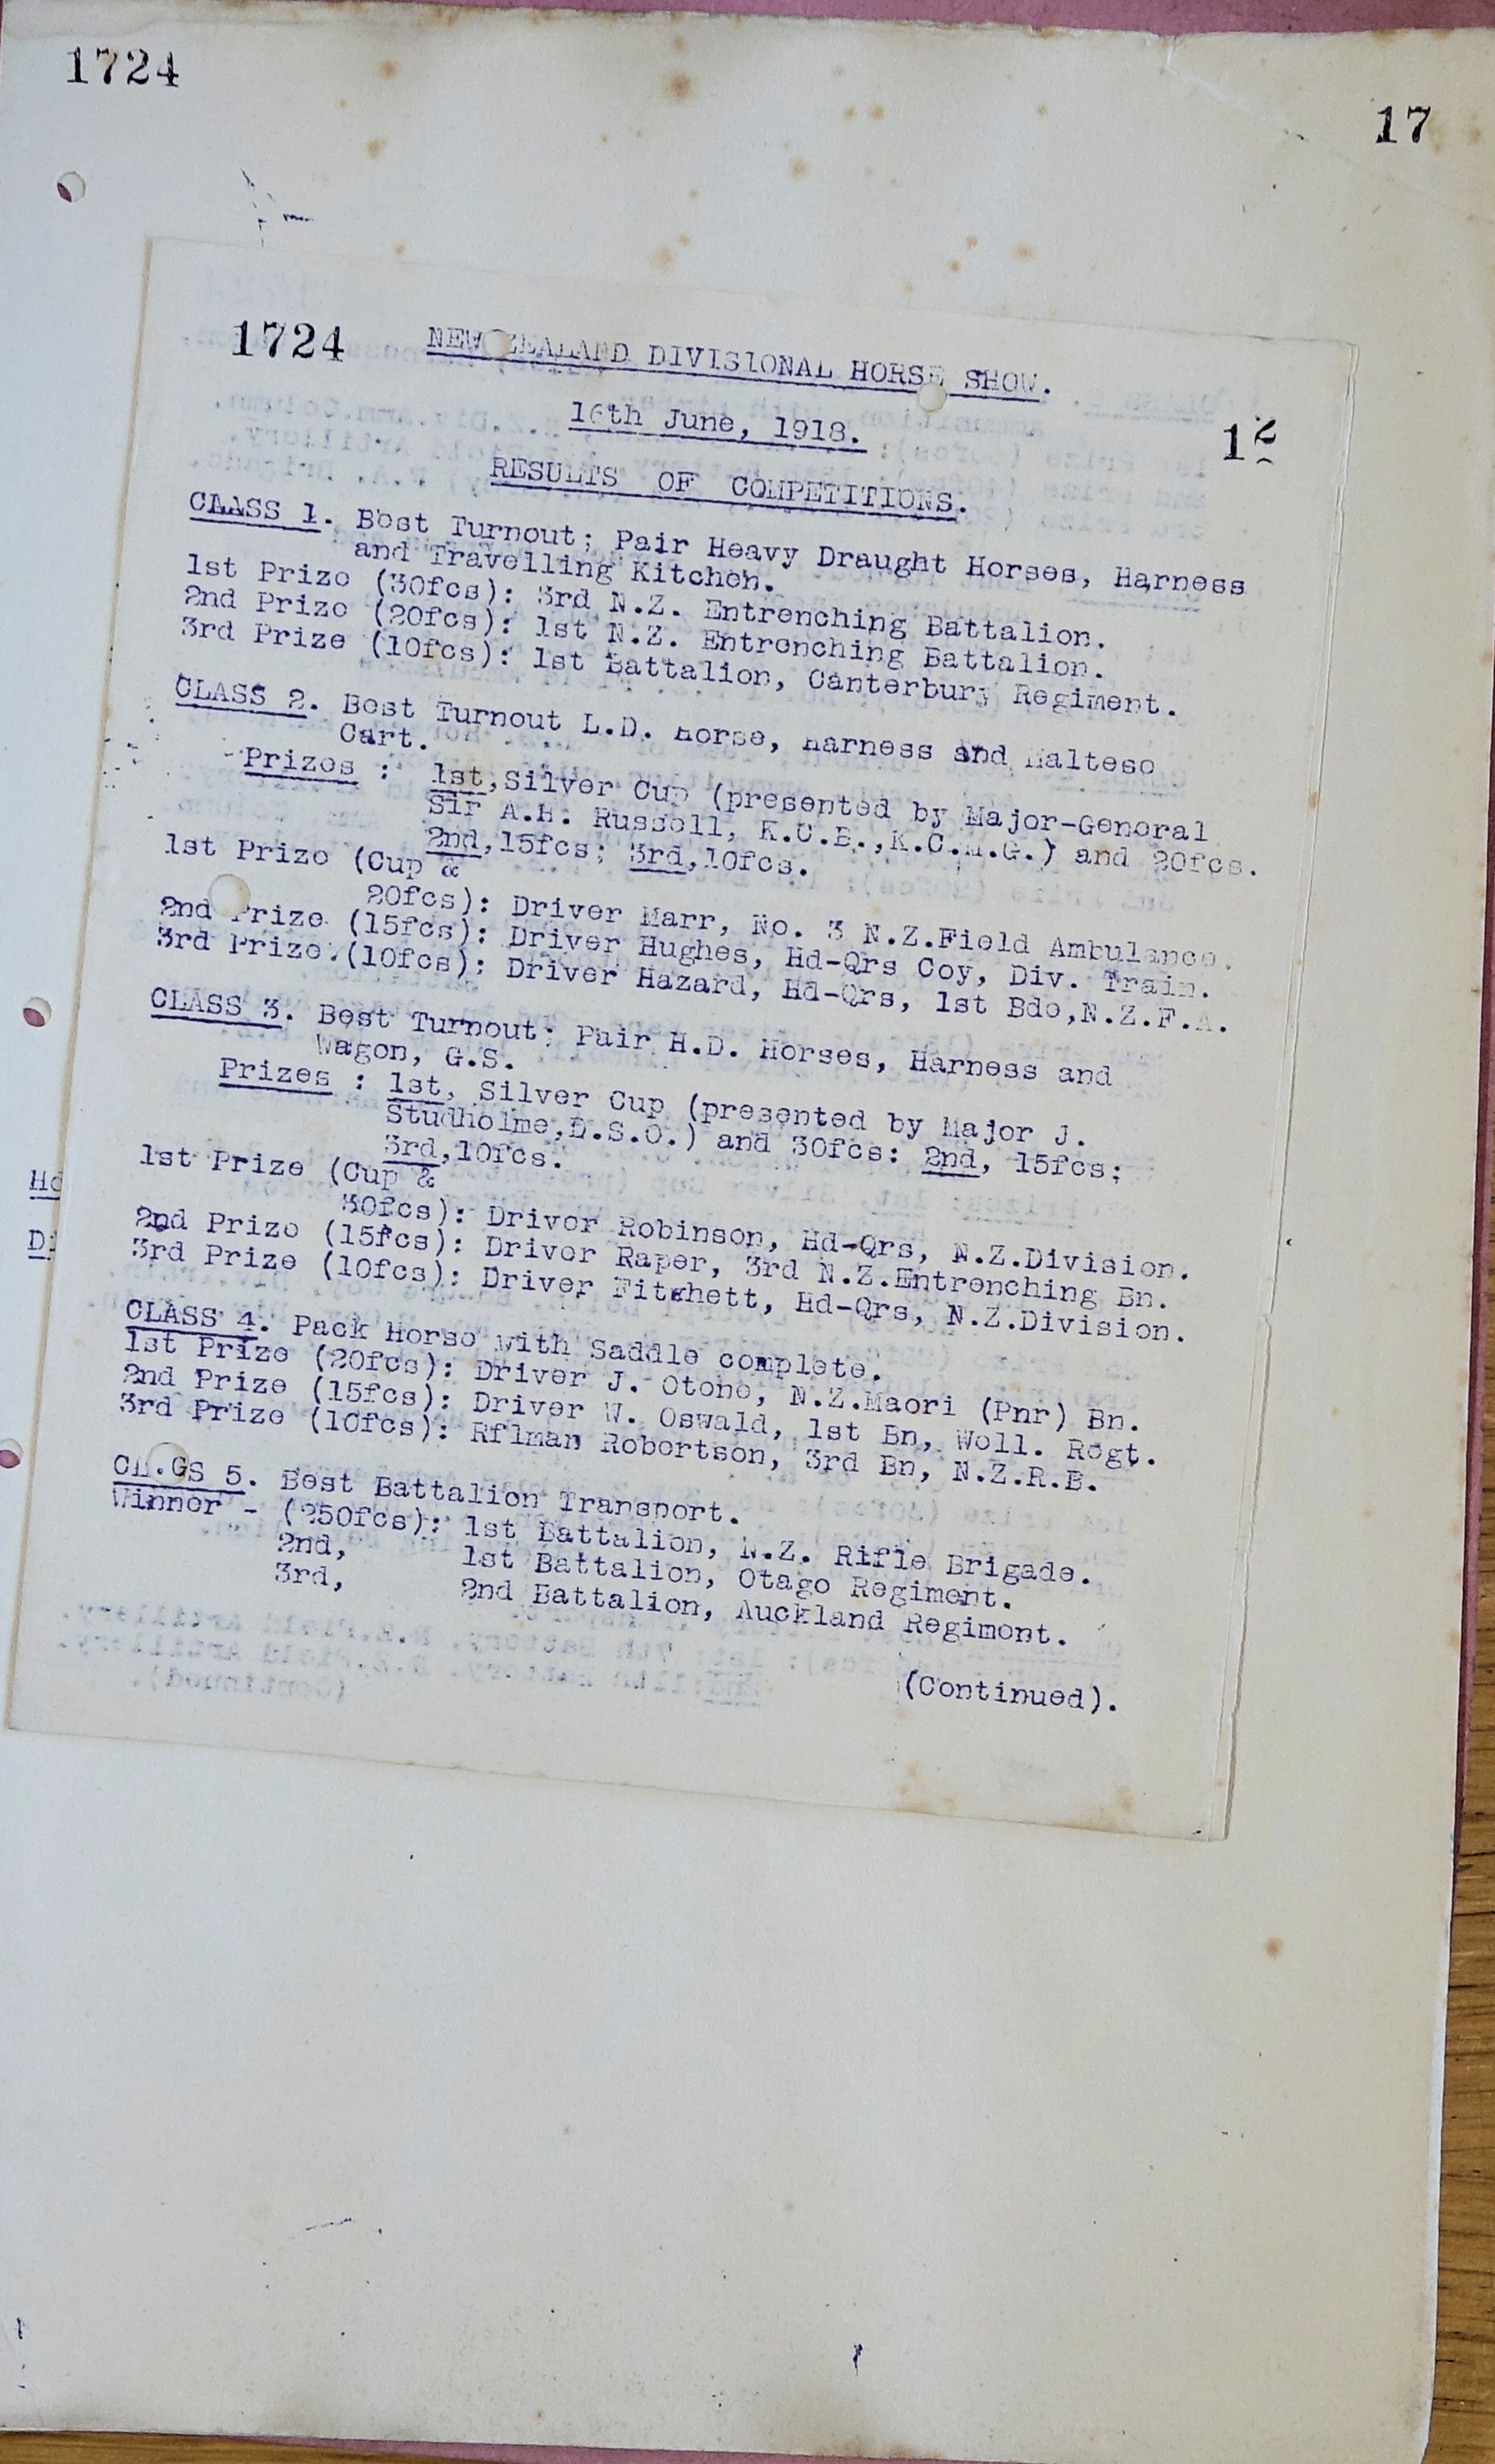 1724
17
1724
NEW ZEALAND DIVISIONAL HORSE SHOW.
16th June, 1918.
12
RESULTS OF COMPETITIONS.
CLASS 1. Best Turnout; Pair Heavy Draught Horses, Harness
and Travelling Kitchen.
1st Prize (30fcs): 3rd N.Z. Entrenching Battalion.
2nd Prize (20fcs): 1st N.Z. Entrenching Battalion.
3rd Prize (10fcs): 1st Battalion, Canterbury Regiment.
CLASS 2. Best Turnout L.D. Horse, Harness and Maltese
Cart.
Prizes : 1st, Silver Cup (presented by Major-General
Sir A.H. Russell, K.C.B.,K.C.M.G.) and 20fcs.
2nd,15fcs; 3rd,10fcs.
1st Prize (Cup &
20fcs): Driver Marr, No. 3 N.Z.Field Ambulance.
2nd Prize (15fcs): Driver Hughes, Hd-Qrs Coy, Div. Train.
3rd Prize (10fcs): Driver Hazard, Hd-Qrs, 1st Bde,N.Z.F.A.
CLASS 3. Best Turnout; Pair H.D. Horses, Harness and
Wagon, G.S.
Prizes : 1st, Silver Cup (presented by Major J.
Studholme,D.S.O.) and 30fcs: 2nd, 15fcs;
3rd,10fcs.
1st Prize (Cup &
30fcs): Driver Robinson, Hd-Qrs, N.Z.Division.
2nd Prize (15fcs): Driver Raper, 3rd N.Z.Entrenching Bn.
3rd Prize (10fcs): Driver Fitchett, Hd-Qrs, N.Z.Division.
CLASS 4. Pack Horse with Saddle complete.
1st Prize (20fcs): Driver J. Otone, N.Z.Maori (Pnr) Bn.
2nd Prize (15fcs): Driver W. Oswald, 1st Bn, Well. Regt.
3rd Prize (10fcs): Rflman Robertson, 3rd Bn, N.Z.R.B.
CLASS 5. Best Battalion Transport.
Winner - (250fcs): 1st Battalion, N.Z. Rifle Brigade.
2nd, 1st Battalion, Otago Regiment.
3rd, 2nd Battalion, Auckland Regiment.
(Continued).